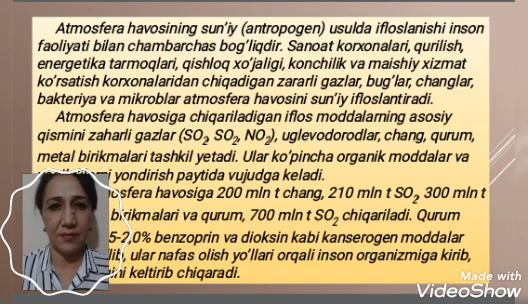 Atmosfera havosining sun'iy (antropogen) usulda ifloslanishi inson
faoliyati bilan chambarchas bog'liqdir. Sanoat korxonalari, qurilish,
energetika tarmoqlari, qishloq xo'jaligi, konchilik va maishiy xizmat
ko'rsatish korxonalaridan chiqadigan zararli gazlar, bug'lar, changlar,
bakteriya va mikroblar atmosfera havosini sun'iy ifloslantiradi.
Atmosfera havosiga chiqariladigan iflos moddalarning asosiy
qismini zaharli gazlar (SO₂, SO₂, NO₂), uglevodorodlar, chang, qurum,
metal birikmalari tashkil yetadi. Ular ko'pincha organik moddalar va
yondirish paytida vujudga keladi.
havosiga 200 mln t chang, 210 mln t SO₂, 300 mln t
birikmalari va qurum, 700 mln t SO₂ chiqariladi. Qurum
5-2,0% benzoprin va dioksin kabi kanserogen moddalar
ular nafas olish yo'llari orqali inson organizmiga kirib,
keltirib chiqaradi.
Made with
VideoShow